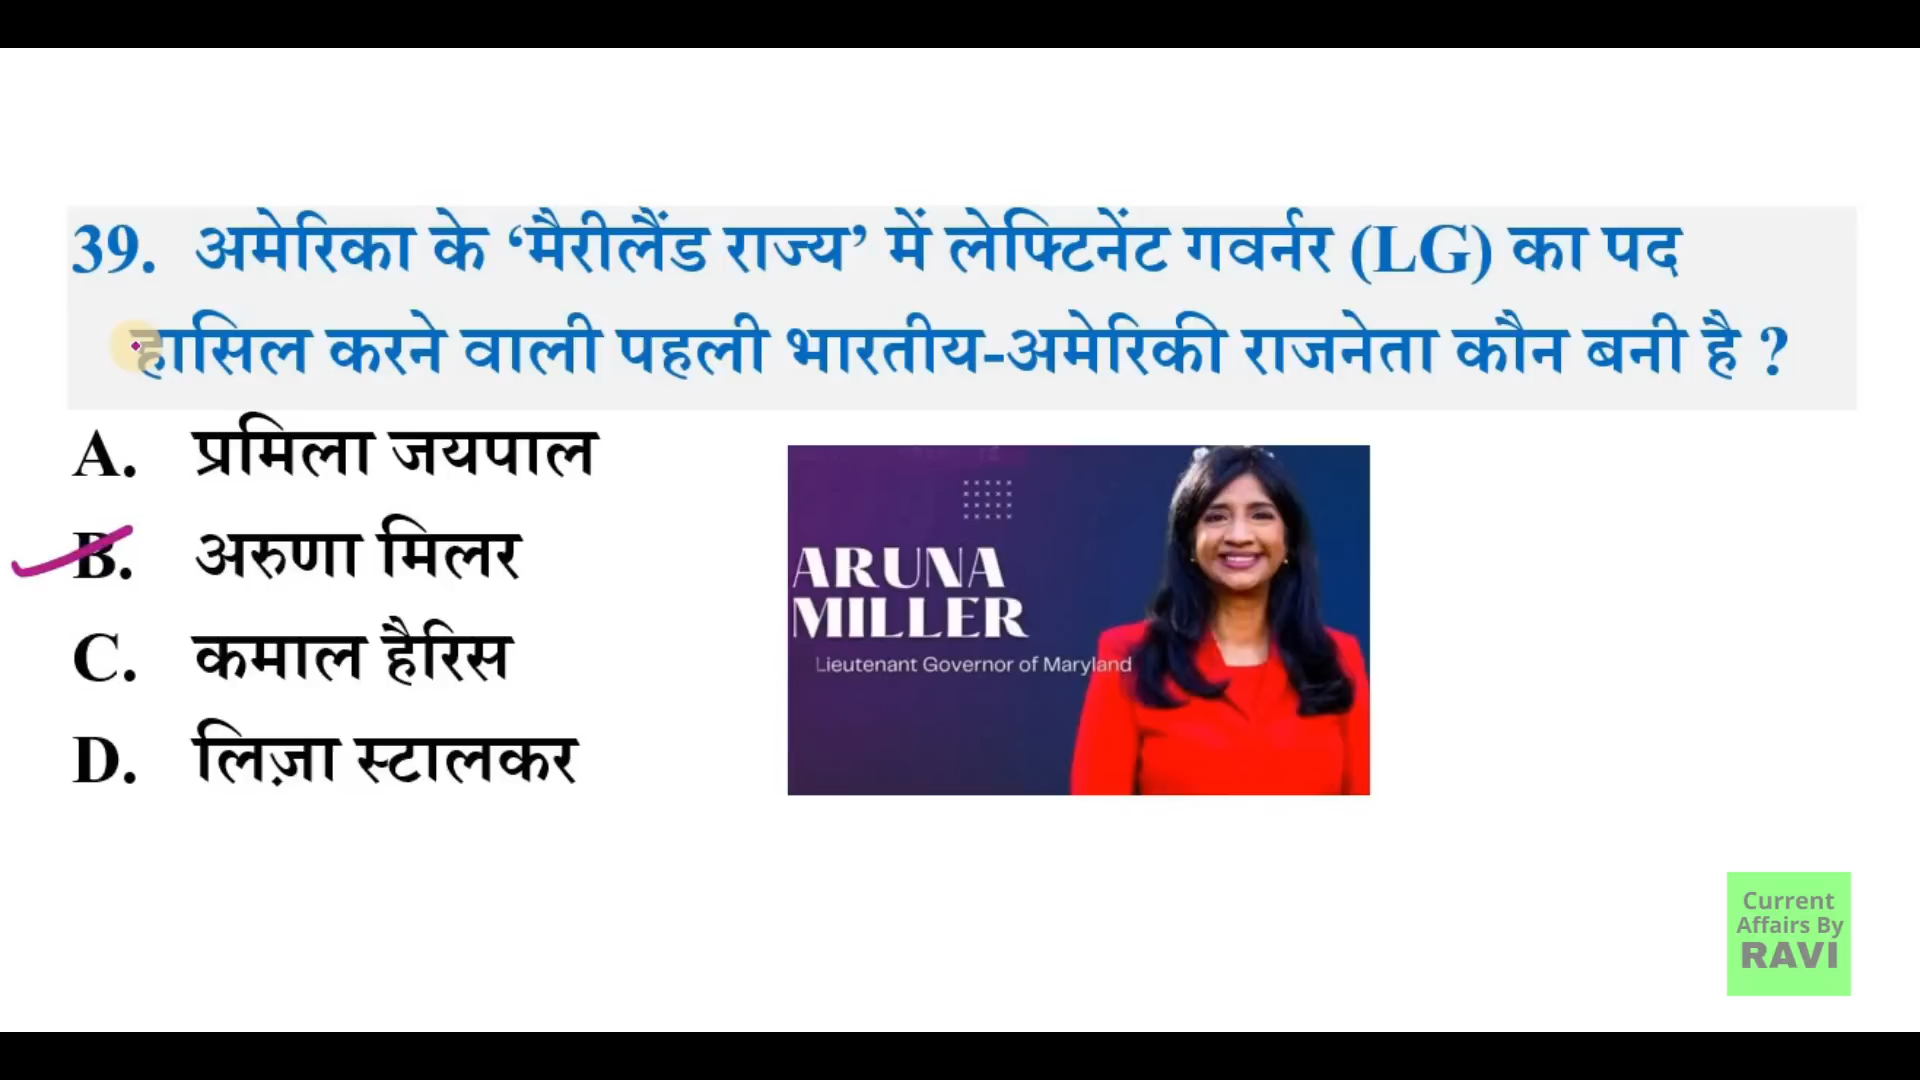 39. अमेरिका के ‘मैरीलैंड राज्य’ में लेफ्टिनेंट गवर्नर (LG) का पद
हासिल करने वाली पहली भारतीय-अमेरिकी राजनेता कौन बनी है ?
A. प्रमिला जयपाल
B. अरुणा मिलर
C. कमाल हैरिस
D. लिज़ा स्टालकर
ARUNA
MILLER
Lieutenant Governor of Maryland
Current
Affairs By
RAVI